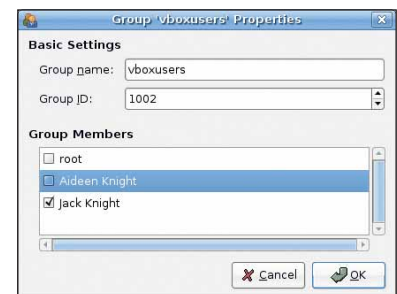 Group 'vboxusers' Properties
Basic Settings
Group name: vboxusers
Group ID: 1002
Group Members
root
Aideen Knight
Jack Knight
Cancel OK